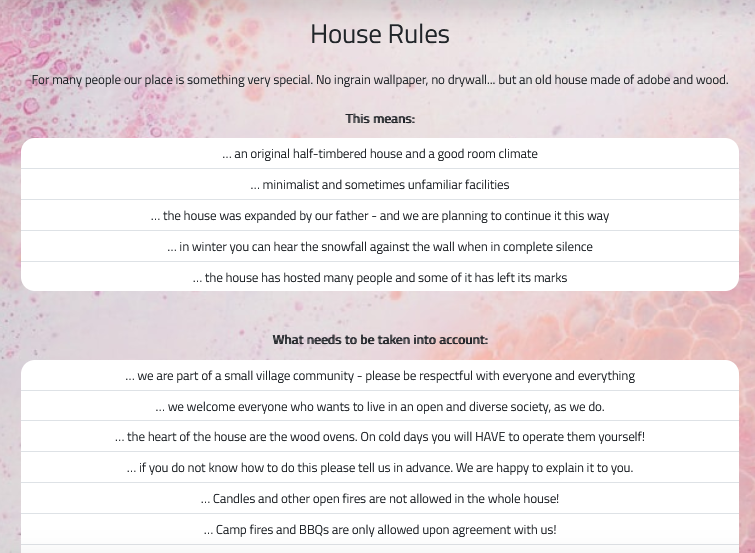 House Rules
For many people our place is something very special. No ingrain wallpaper, no drywall... but an old house made of adobe and wood.
This means:
... an original half-timbered house and a good room climate
... minimalist and sometimes unfamiliar facilities
... the house was expanded by our father - and we are planning to continue it this way
... in winter you can hear the snowfall against the wall when in complete silence
... the house has hosted many people and some of it has left its marks
What needs to be taken into account:
... we are part of a small village community - please be respectful with everyone and everything
... we welcome everyone who wants to live in an open and diverse society, as we do.
... the heart of the house are the wood ovens. On cold days you will HAVE to operate them yourself!
... if you do not know how to do this please tell us in advance. We are happy to explain it to you.
... Candles and other open fires are not allowed in the whole house!
... Camp fires and BBQs are only allowed upon agreement with us!